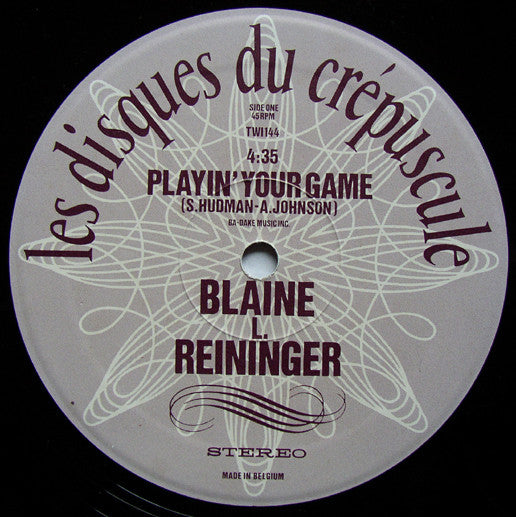 les disques du crépuscule
SIDE ONE
45RPM
TWI144
4:35
PLAYIN' YOUR GAME
(S.HUDMAN-A.JOHNSON)
BA-DAKE MUSIC INC.
BLAINE
L.
REININGER
STEREO
MADE IN BELGIUM